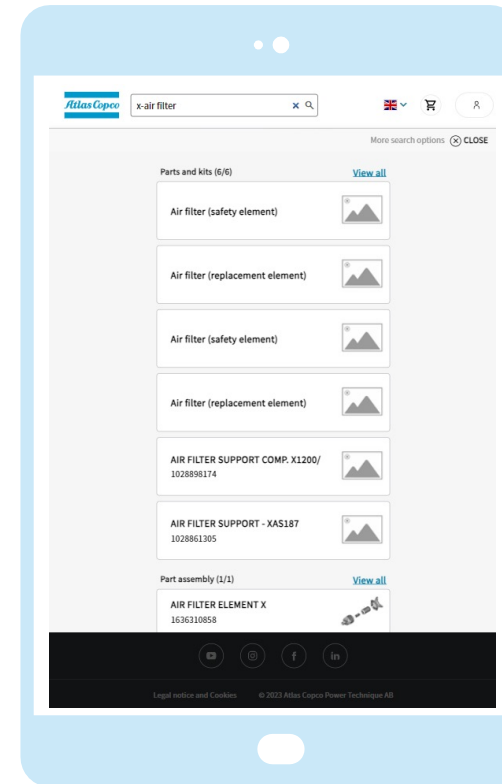 Atlas Copco
x-air filter
More search options CLOSE
Parts and kits (6/6) View all
Air filter (safety element)
Air filter (replacement element)
Air filter (safety element)
Air filter (replacement element)
AIR FILTER SUPPORT COMP. X1200/
1028898174
AIR FILTER SUPPORT - XAS187
1028861305
Part assembly (1/1) View all
AIR FILTER ELEMENT X
1636310858
Legal notice and Cookies © 2023 Atlas Copco Power Technique AB